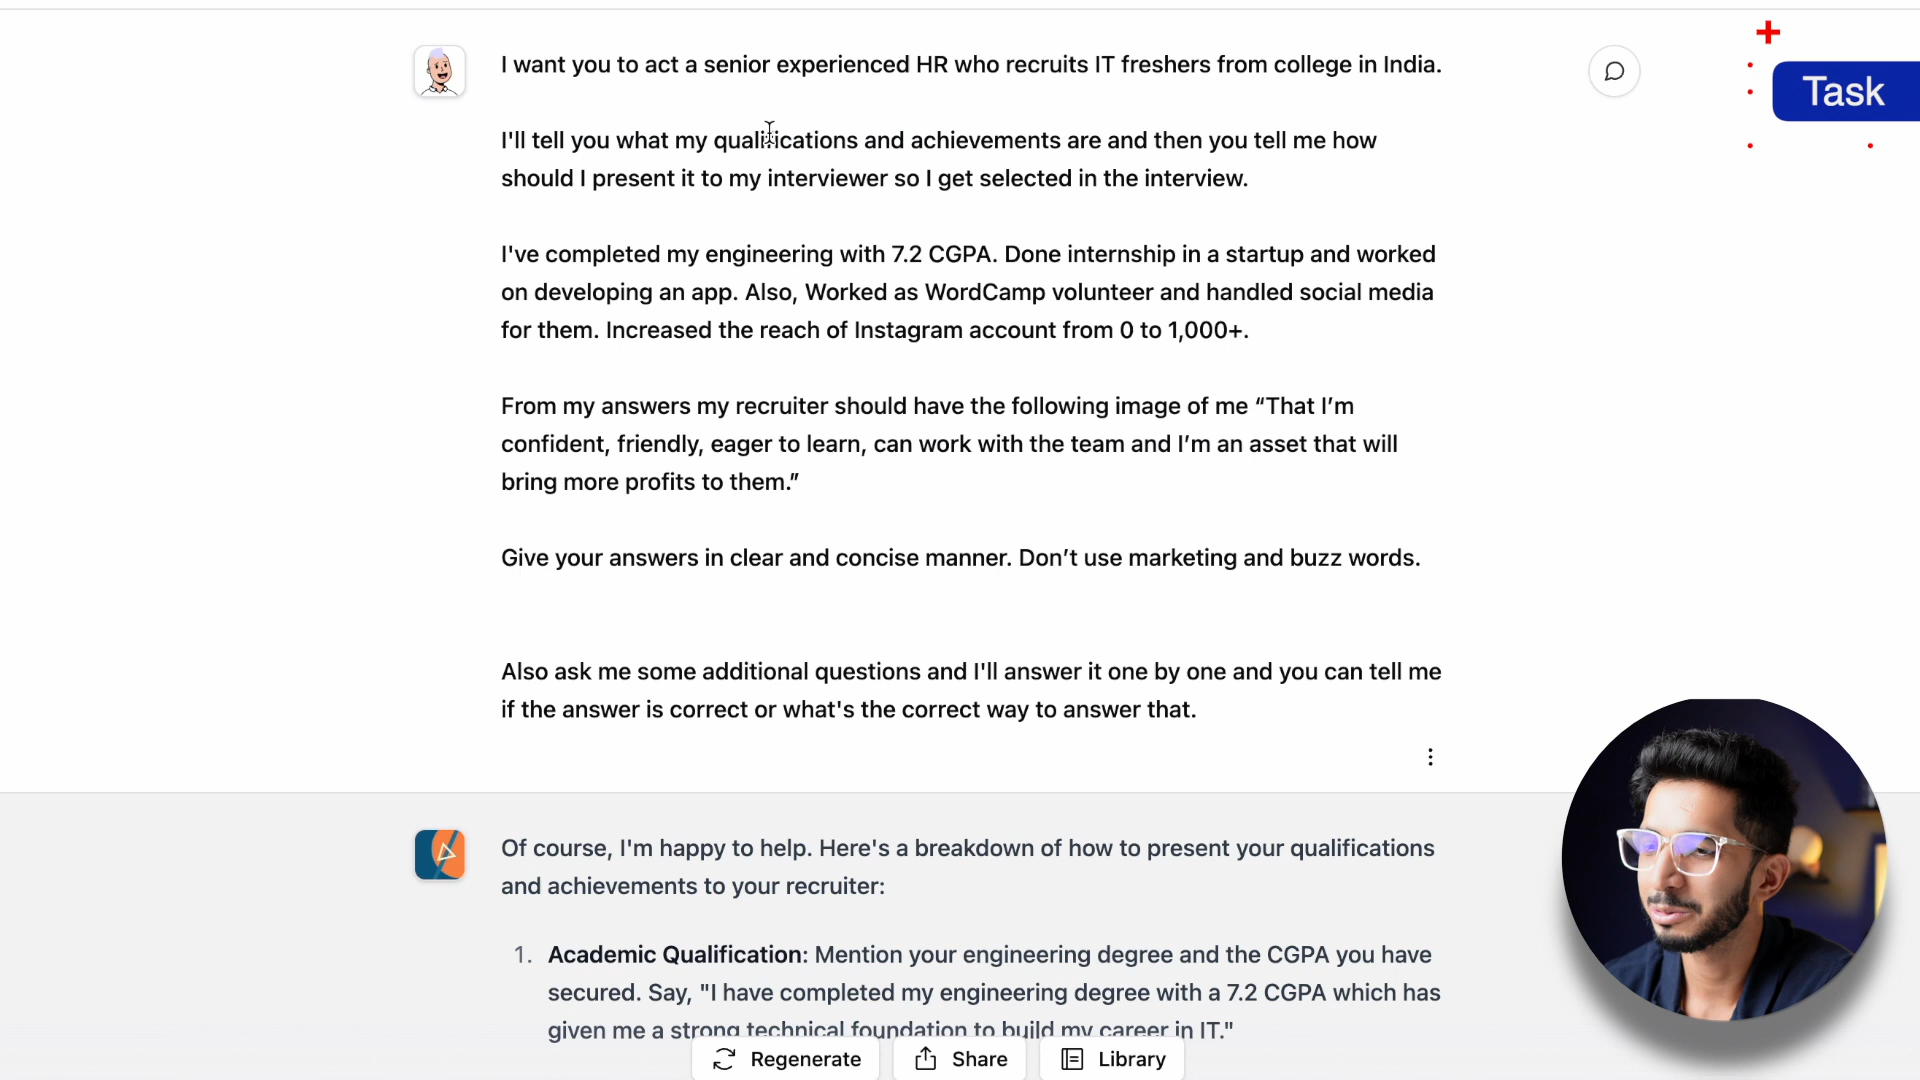 I want you to act a senior experienced HR who recruits IT freshers from college in India.
Task
I'll tell you what my qualifications and achievements are and then you tell me how
should I present it to my interviewer so I get selected in the interview.
I've completed my engineering with 7.2 CGPA. Done internship in a startup and worked
on developing an app. Also, Worked as WordCamp volunteer and handled social media
for them. Increased the reach of Instagram account from 0 to 1,000+.
From my answers my recruiter should have the following image of me “That I’m
confident, friendly, eager to learn, can work with the team and I’m an asset that will
bring more profits to them.”
Give your answers in clear and concise manner. Don’t use marketing and buzz words.
Also ask me some additional questions and I'll answer it one by one and you can tell me
if the answer is correct or what's the correct way to answer that.
Of course, I'm happy to help. Here's a breakdown of how to present your qualifications
and achievements to your recruiter:
1. Academic Qualification: Mention your engineering degree and the CGPA you have
secured. Say, "I have completed my engineering degree with a 7.2 CGPA which has
given me a strong technical foundation to build my career in IT."
Regenerate
Share
Library